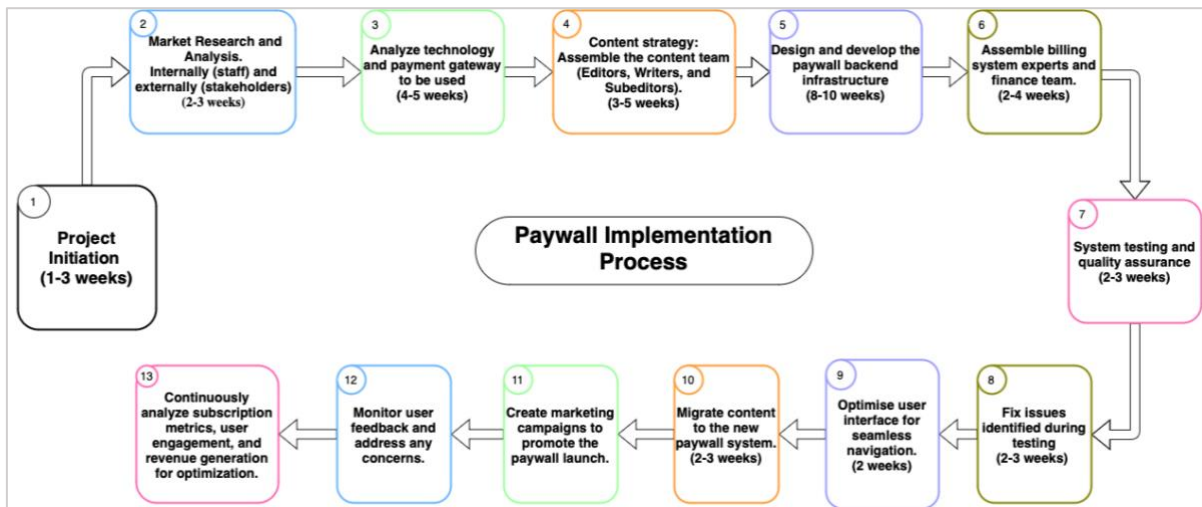 1
Project
Initiation
(1-3 weeks)
2
Market Research and
Analysis.
Internally (staff) and
externally (stakeholders)
(2-3 weeks)
3
Analyze technology
and payment gateway
to be used
(4-5 weeks)
4
Content strategy:
Assemble the content team
(Editors, Writers, and
Subeditors).
(3-5 weeks)
5
Design and develop the
paywall backend
infrastructure
(8-10 weeks)
6
Assemble billing
system experts and
finance team.
(2-4 weeks)
7
System testing and
quality assurance
(2-3 weeks)
Paywall Implementation
Process
8
Fix issues
identified during
testing
(2-3 weeks)
9
Optimise user
interface for
seamless
navigation.
(2 weeks)
10
Migrate content
to the new
paywall system.
(2-3 weeks)
11
Create marketing
campaigns to
promote the
paywall launch.
12
Monitor user
feedback and
address any
concerns.
13
Continuously
analyze subscription
metrics, user
engagement, and
revenue generation
for optimization.